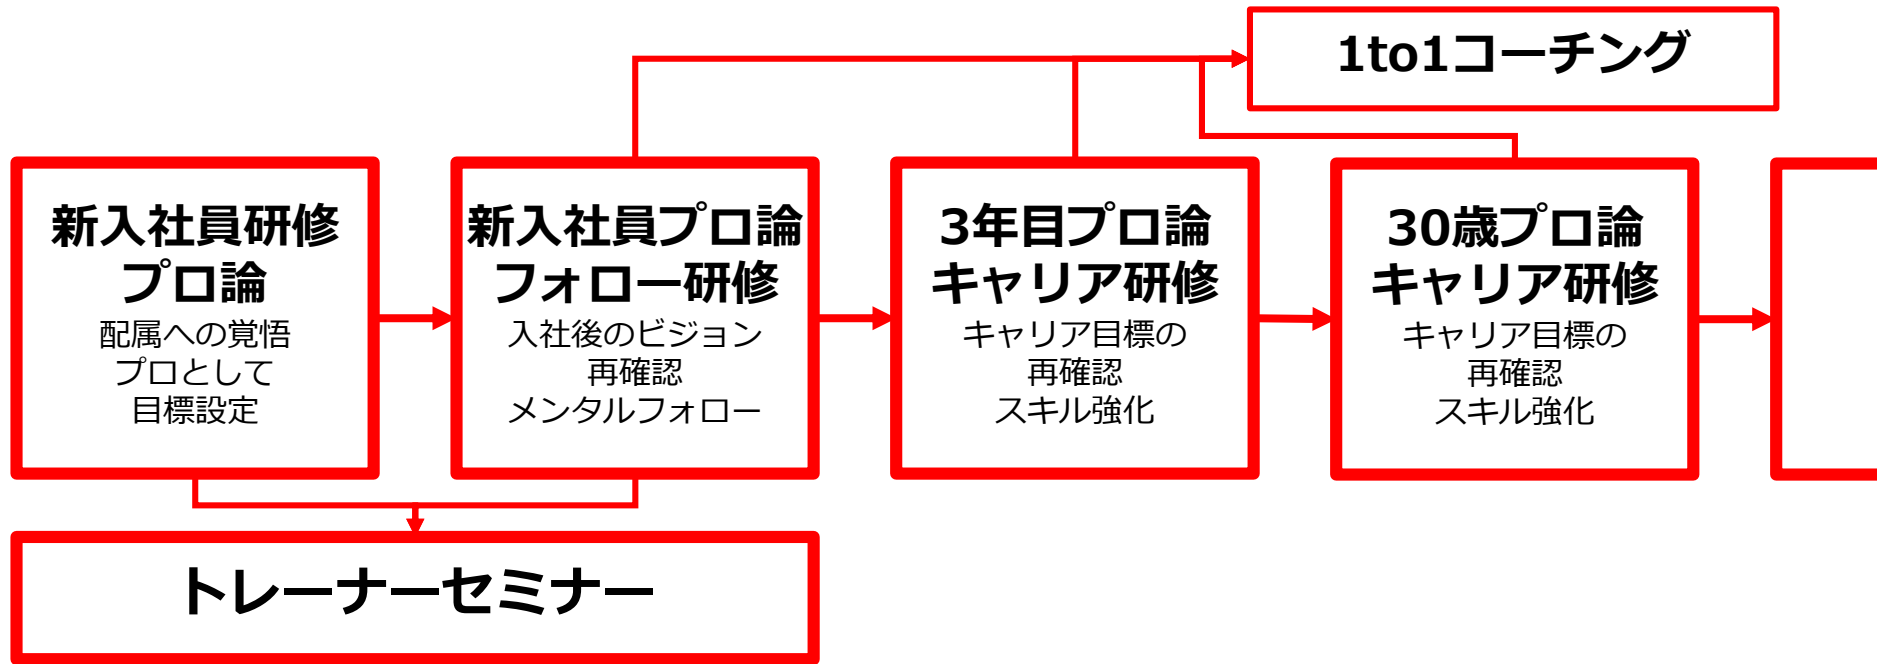 1to1コーチング
新入社員研修
プロ論
配属への覚悟
プロとして
目標設定
新入社員プロ論
フォロー研修
入社後のビジョン
再確認
メンタルフォロー
3年目プロ論
キャリア研修
キャリア目標の
再確認
スキル強化
30歳プロ論
キャリア研修
キャリア目標の
再確認
スキル強化
トレーナーセミナー